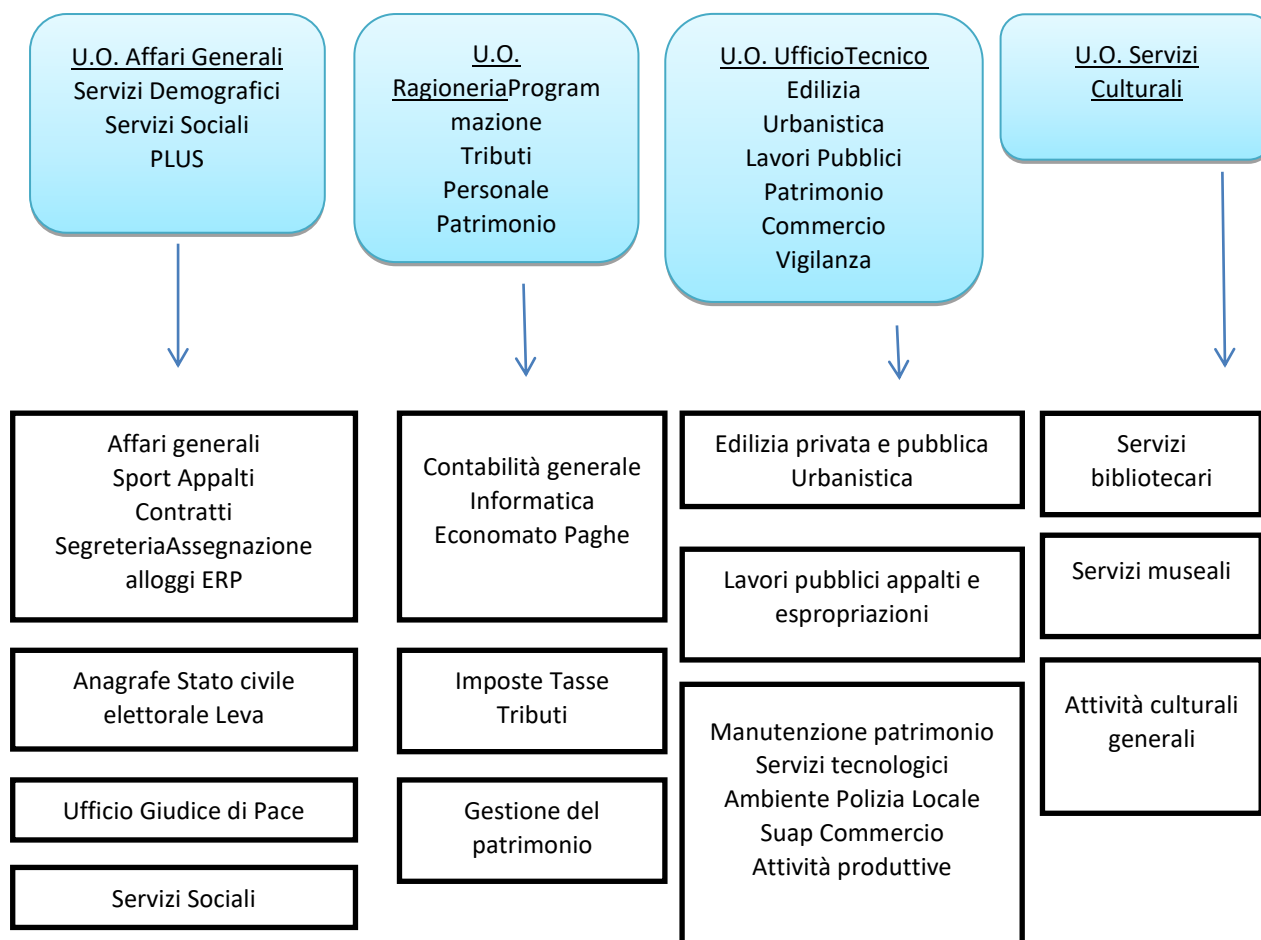 U.O. Affari Generali
Servizi Demografici
Servizi Sociali
PLUS
U.O.
RagioneriaProgram
mazione
Tributi
Personale
Patrimonio
U.O. UfficioTecnico
Edilizia
Urbanistica
Lavori Pubblici
Patrimonio
Commercio
Vigilanza
U.O. Servizi
Culturali
Affari generali
Sport Appalti
Contratti
SegreteriaAssegnazione
alloggi ERP
Anagrafe Stato civile
elettorale Leva
Ufficio Giudice di Pace
Servizi Sociali
Contabilità generale
Informatica
Economato Paghe
Imposte Tasse
Tributi
Gestione del
patrimonio
Edilizia privata e pubblica
Urbanistica
Lavori pubblici appalti e
espropriazioni
Manutenzione patrimonio
Servizi tecnologici
Ambiente Polizia Locale
Suap Commercio
Attività produttive
Servizi
bibliotecari
Servizi museali
Attività culturali
generali